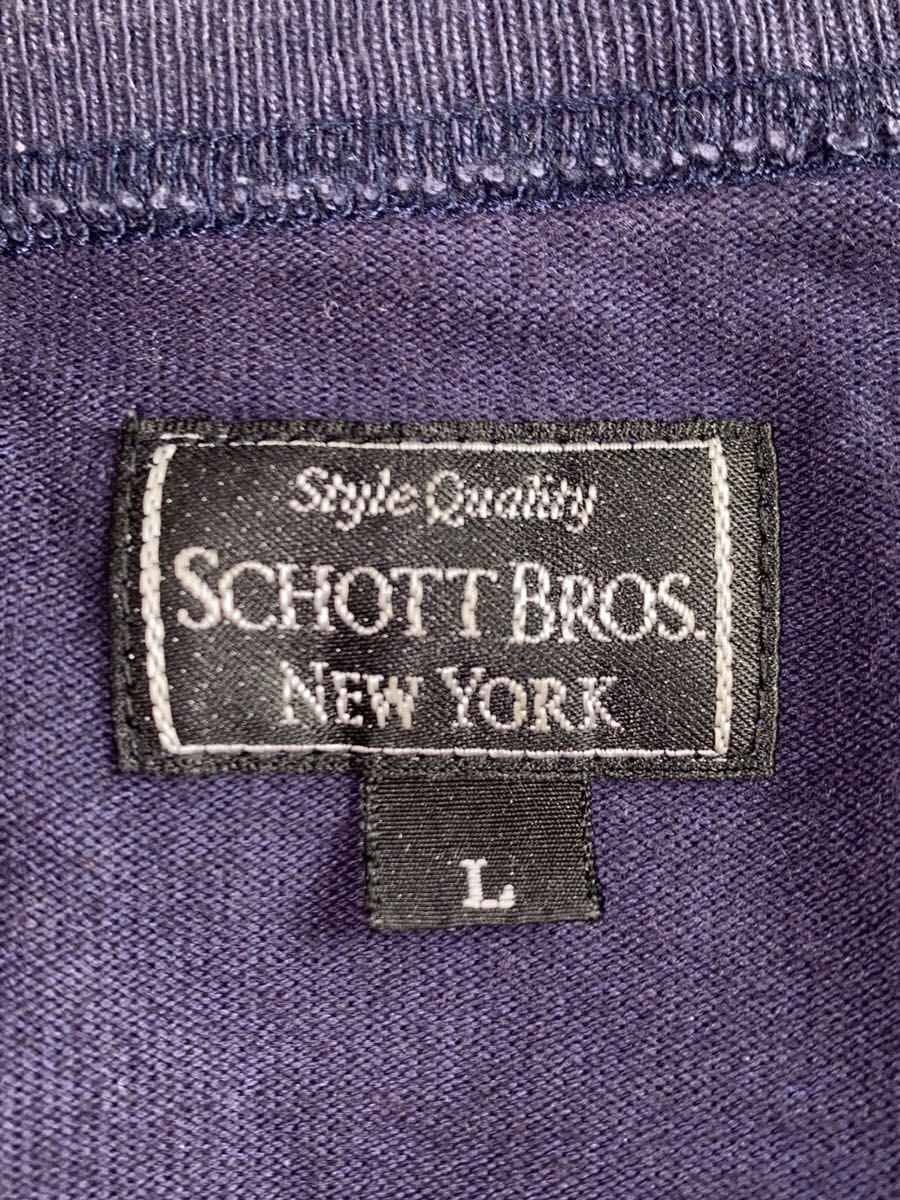 Style Quality
SCHOTT BROS.
NEW YORK
L